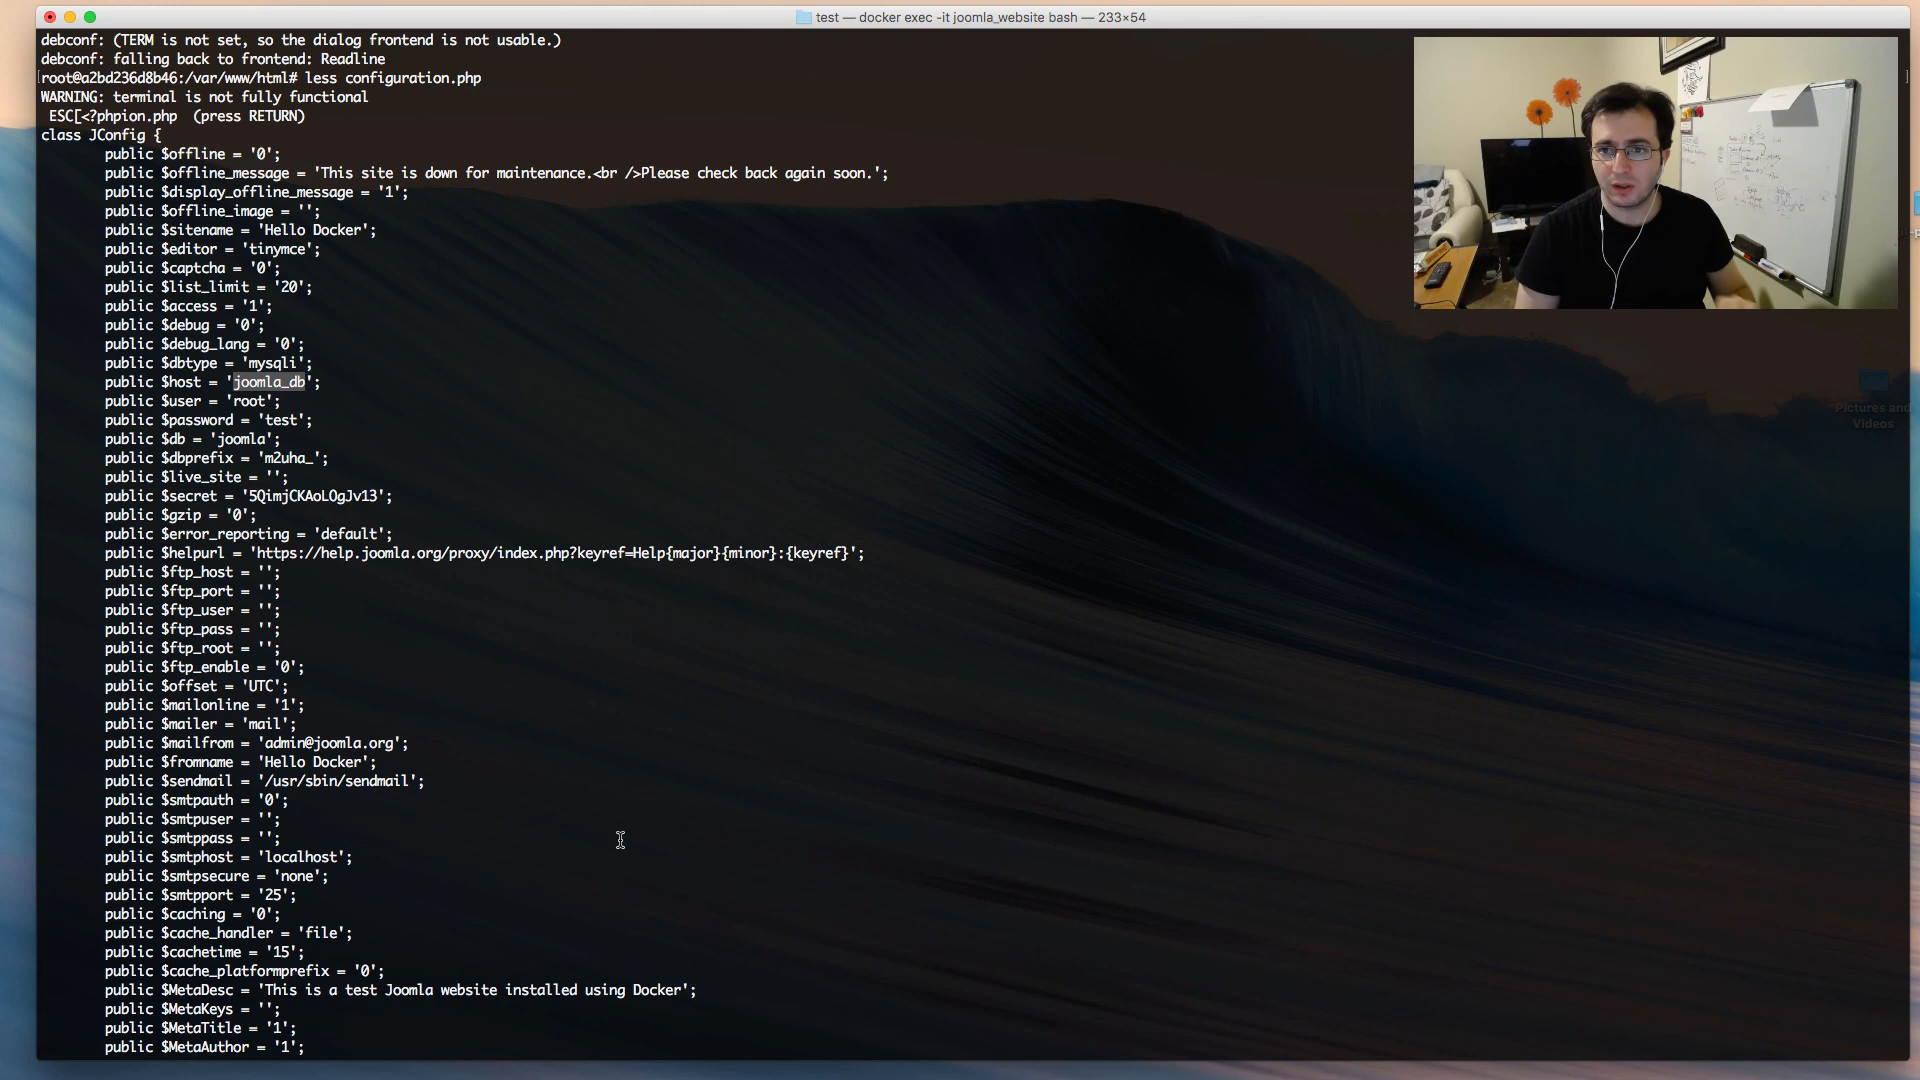 test — docker exec -it joomla_website bash — 233×54
debconf: (TERM is not set, so the dialog frontend is not usable.)
debconf: falling back to frontend: Readline
[root@a2bd236d8b46:/var/www/html# less configuration.php ]
WARNING: terminal is not fully functional
ESC[<?phpion.php  (press RETURN)
class JConfig {
public $offline = '0';
public $offline_message = 'This site is down for maintenance.<br />Please check back again soon.';
public $display_offline_message = '1';
public $offline_image = '';
public $sitename = 'Hello Docker';
public $editor = 'tinymce';
public $captcha = '0';
public $list_limit = '20';
public $access = '1';
public $debug = '0';
public $debug_lang = '0';
public $dbtype = 'mysqli';
public $host = 'joomla_db';
public $user = 'root';
public $password = 'test';
public $db = 'joomla';
public $dbprefix = 'm2uha_';
public $live_site = '';
public $secret = '5QimjCKAoLOgJv13';
public $gzip = '0';
public $error_reporting = 'default';
public $helpurl = 'https://help.joomla.org/proxy/index.php?keyref=Help{major}{minor}:{keyref}';
public $ftp_host = '';
public $ftp_port = '';
public $ftp_user = '';
public $ftp_pass = '';
public $ftp_root = '';
public $ftp_enable = '0';
public $offset = 'UTC';
public $mailonline = '1';
public $mailer = 'mail';
public $mailfrom = 'admin@joomla.org';
public $fromname = 'Hello Docker';
public $sendmail = '/usr/sbin/sendmail';
public $smtpauth = '0';
public $smtpuser = '';
public $smtppass = '';
public $smtphost = 'localhost';
public $smtpsecure = 'none';
public $smtpport = '25';
public $caching = '0';
public $cache_handler = 'file';
public $cachetime = '15';
public $cache_platformprefix = '0';
public $MetaDesc = 'This is a test Joomla website installed using Docker';
public $MetaKeys = '';
public $MetaTitle = '1';
public $MetaAuthor = '1';
Pictures and
Videos